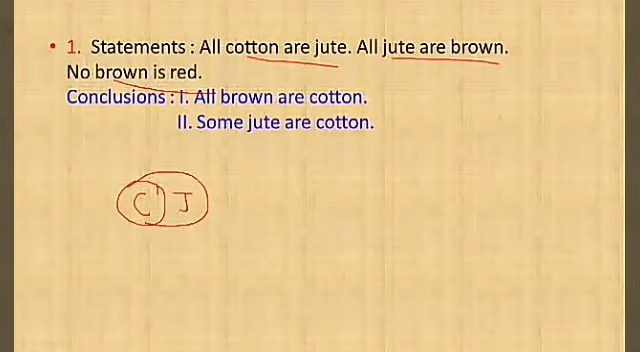 • 1. Statements : All cotton are jute. All jute are brown.
No brown is red.
Conclusions : I. All brown are cotton.
II. Some jute are cotton.
C J